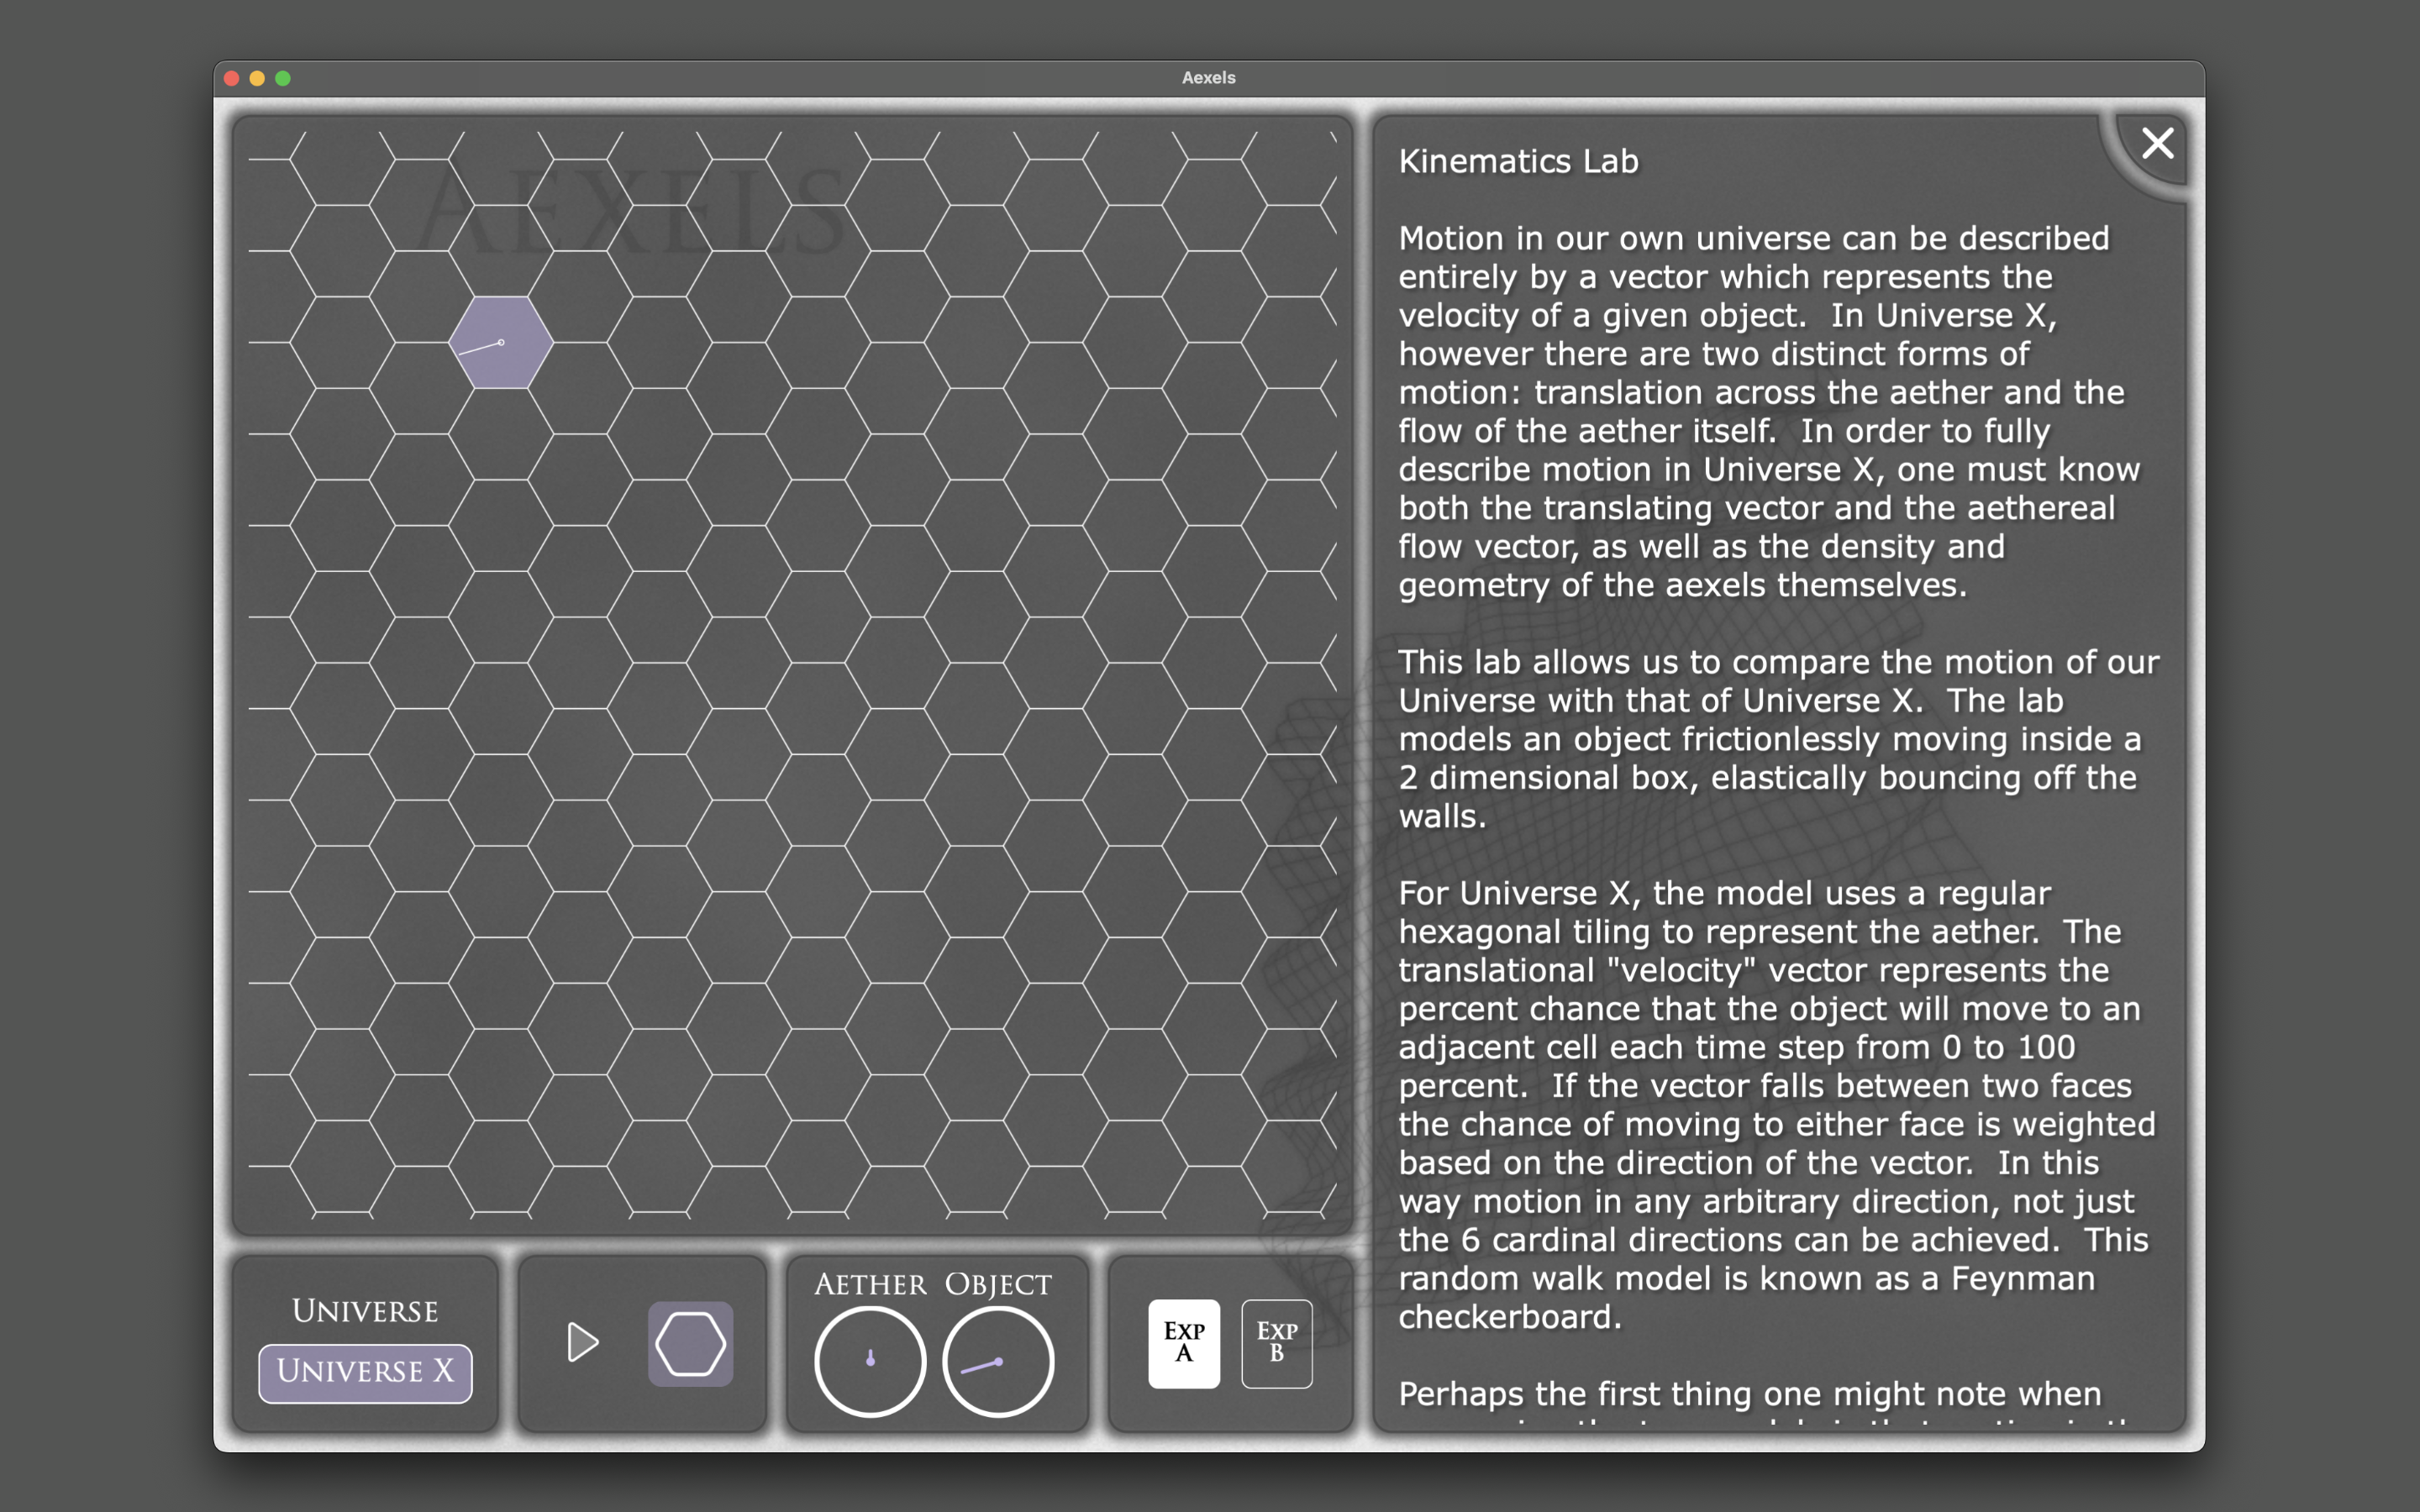 Aexels
AEXELS
Kinematics Lab
Motion in our own universe can be described
entirely by a vector which represents the
velocity of a given object.  In Universe X,
however there are two distinct forms of
motion: translation across the aether and the
flow of the aether itself.  In order to fully
describe motion in Universe X, one must know
both the translating vector and the aethereal
flow vector, as well as the density and
geometry of the aexels themselves.
This lab allows us to compare the motion of our
Universe with that of Universe X.  The lab
models an object frictionlessly moving inside a
2 dimensional box, elastically bouncing off the
walls.
For Universe X, the model uses a regular
hexagonal tiling to represent the aether.  The
translational "velocity" vector represents the
percent chance that the object will move to an
adjacent cell each time step from 0 to 100
percent.  If the vector falls between two faces
the chance of moving to either face is weighted
based on the direction of the vector.  In this
way motion in any arbitrary direction, not just
the 6 cardinal directions can be achieved.  This
random walk model is known as a Feynman
checkerboard.
Perhaps the first thing one might note when
UNIVERSE
UNIVERSE X
AETHER OBJECT
EXP
A
EXP
B